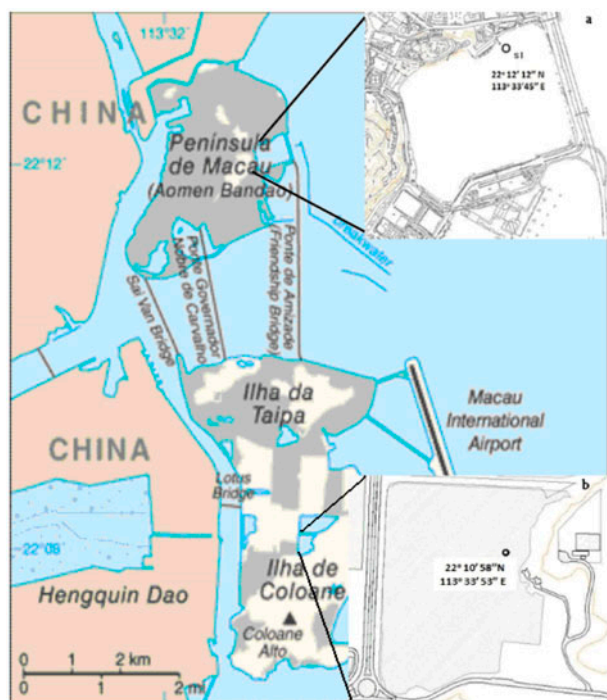 113°32'
CHINA
22°12'
Península
de Macau
(Aomen Bandao)
a
S1
22° 12' 12" N
113° 33'45" E
Breakwater
Ponte de Amizade
(Friendship Bridge)
Ponte Governador
Nobre de Carvalho
Sai Van Bridge
Ilha da
Taipa
Macau
International
Airport
CHINA
Lotus
Bridge
22°08'
b
22° 10' 58"N
113° 33' 53" E
Ilha de
Coloane
Hengquin Dao
Coloane
Alto
0 1 2 km
0 1 2 mi